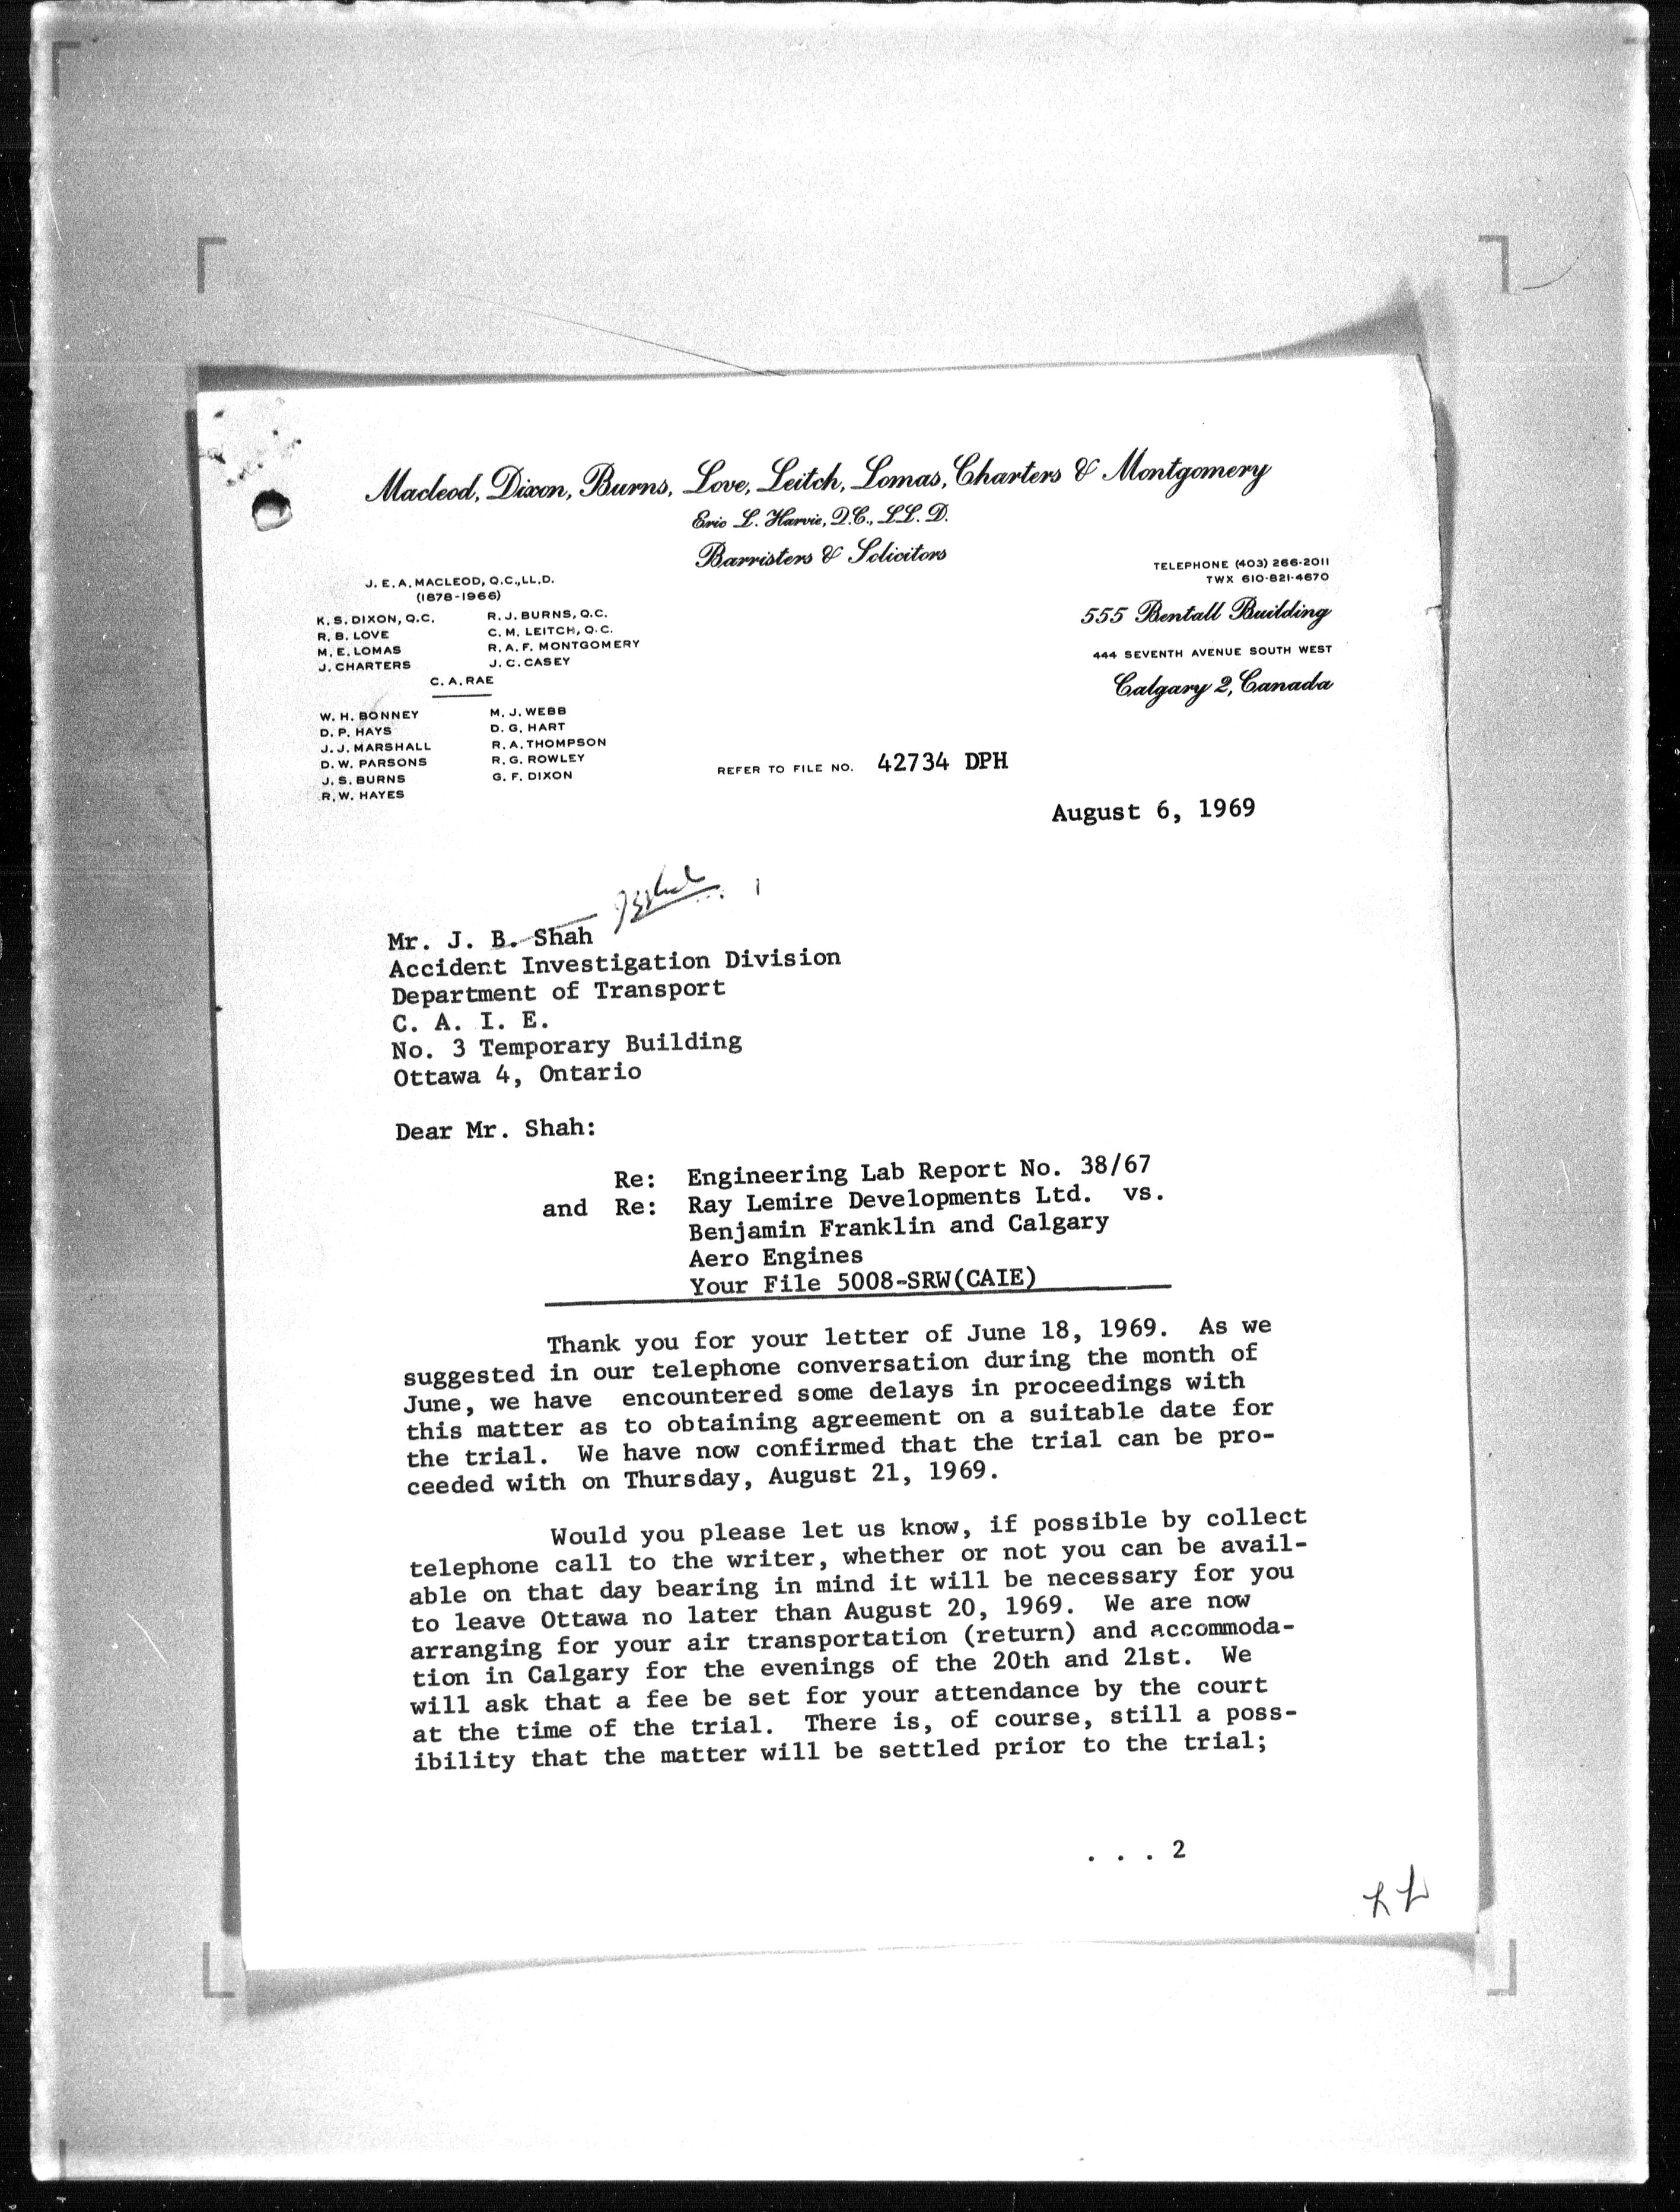 Macleod, Dixon, Burns, Love, Leitch, Lomas, Charters & Montgomery
Eric L. Harvie, Q.C., LL. D.
Barristers & Solicitors
TELEPHONE (403) 266-2011
TWX 610-821-4670
555 Bentall Building
444 SEVENTH AVENUE SOUTH WEST
Calgary 2, Canada
J. E. A. MACLEOD, Q.C., LL.D.
(1878-1966)
K. S. DIXON, Q.C. R. J. BURNS, Q.C.
R. B. LOVE C. M. LEITCH, Q.C.
M. E. LOMAS R. A. F. MONTGOMERY
J. CHARTERS J. C. CASEY
C. A. RAE
W. H. BONNEY M. J. WEBB
D. P. HAYS D. G. HART
J. J. MARSHALL R. A. THOMPSON
D. W. PARSONS R. G. ROWLEY
J. S. BURNS G. F. DIXON
R. W. HAYES
REFER TO FILE NO. 42734 DPH
August 6, 1969
Mr. J. B. Shah
Accident Investigation Division
Department of Transport
C. A. I. E.
No. 3 Temporary Building
Ottawa 4, Ontario
Dear Mr. Shah:
Re: Engineering Lab Report No. 38/67
and Re: Ray Lemire Developments Ltd. vs.
Benjamin Franklin and Calgary
Aero Engines
Your File 5008-SRW(CAIE)
Thank you for your letter of June 18, 1969. As we
suggested in our telephone conversation during the month of
June, we have encountered some delays in proceedings with
this matter as to obtaining agreement on a suitable date for
the trial. We have now confirmed that the trial can be pro-
ceeded with on Thursday, August 21, 1969.
Would you please let us know, if possible by collect
telephone call to the writer, whether or not you can be avail-
able on that day bearing in mind it will be necessary for you
to leave Ottawa no later than August 20, 1969. We are now
arranging for your air transportation (return) and accommoda-
tion in Calgary for the evenings of the 20th and 21st. We
will ask that a fee be set for your attendance by the court
at the time of the trial. There is, of course, still a poss-
ibility that the matter will be settled prior to the trial;
. . . 2